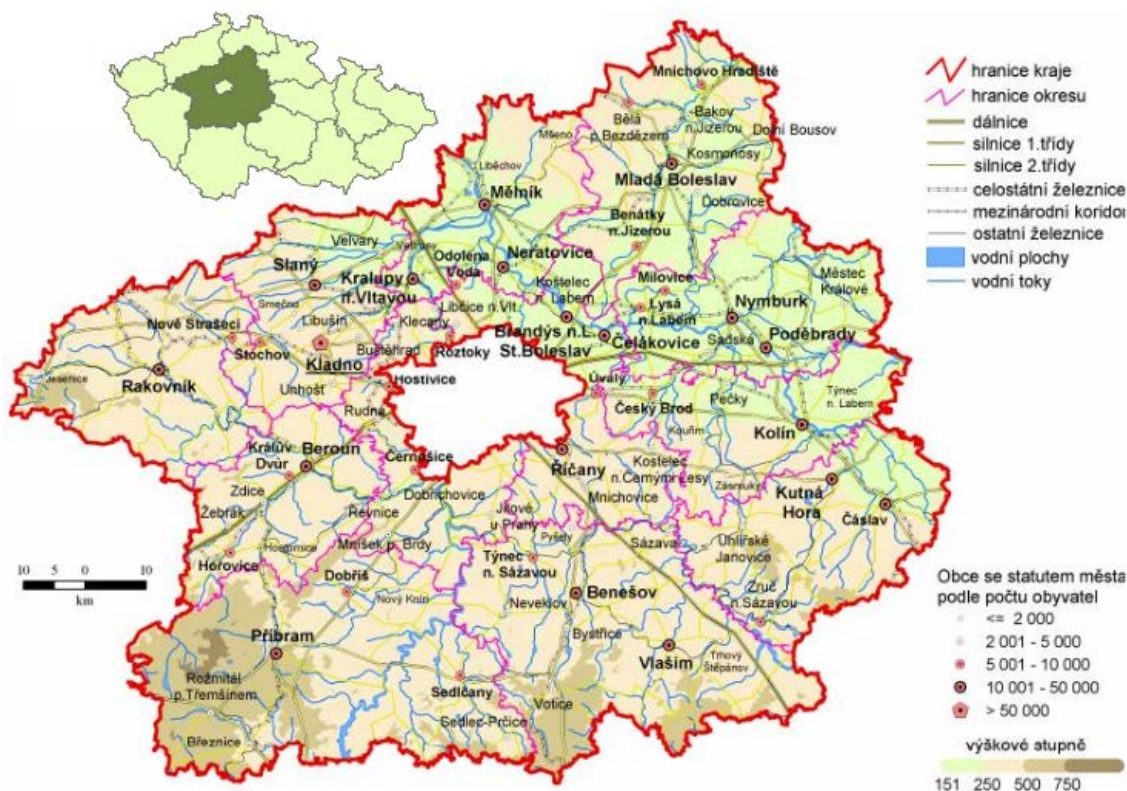 Mnichovo Hradiště
Bělá
p.Bezdězem
Bakov
n.Jizerou
Dolní Bousov
Mšeno
Kosmonosy
Liběchov
Mladá Boleslav
Mělník
Dobrovice
Benátky
n.Jizerou
Velvary
Veltrusy
Odolena
Voda
Neratovice
Slaný
Kralupy
n.Vltavou
Kostelec
n. Labem
Milovice
Městec
Králové
Smečno
Libčice n.Vlt.
Lysá
n.Labem
Nymburk
Nové Strašecí
Libušin
Klecany
Brandýs n.L.
St.Boleslav
Čelákovice
Sadská
Poděbrady
Stochov
Buštěhrad
Roztoky
Kladno
Jesenice
Rakovník
Unhošť
Hostivice
Úvaly
Český Brod
Pečky
Týnec
n. Labem
Rudná
Kouřim
Kolín
Králův
Dvůr
Beroun
Černošice
Říčany
Kostelec
n.Černými Lesy
Zásmuky
Kutná
Hora
Zdice
Dobřichovice
Mnichovice
Čáslav
Žebrák
Řevnice
Jílové
u Prahy
Pyšely
Sázava
Uhlířské
Janovice
Hostomice
Mníšek p. Brdy
Hořovice
Týnec
n. Sázavou
Dobříš
Zruč
n.Sázavou
Nový Knín
Neveklov
Benešov
Bystřice
Příbram
Vlašim
Trhový
Štěpánov
Rožmitál
p.Třemšínem
Sedlčany
Votice
Sedlec-Prčice
Březnice
10 5 0 10
km
hranice kraje
hranice okresu
dálnice
silnice 1.třídy
silnice 2.třídy
celostátní železnice
mezinárodní koridor
ostatní železnice
vodní plochy
vodní toky
Obce se statutem města
podle počtu obyvatel
<= 2 000
2 001 - 5 000
5 001 - 10 000
10 001 - 50 000
> 50 000
výškové stupně
151 250 500 750